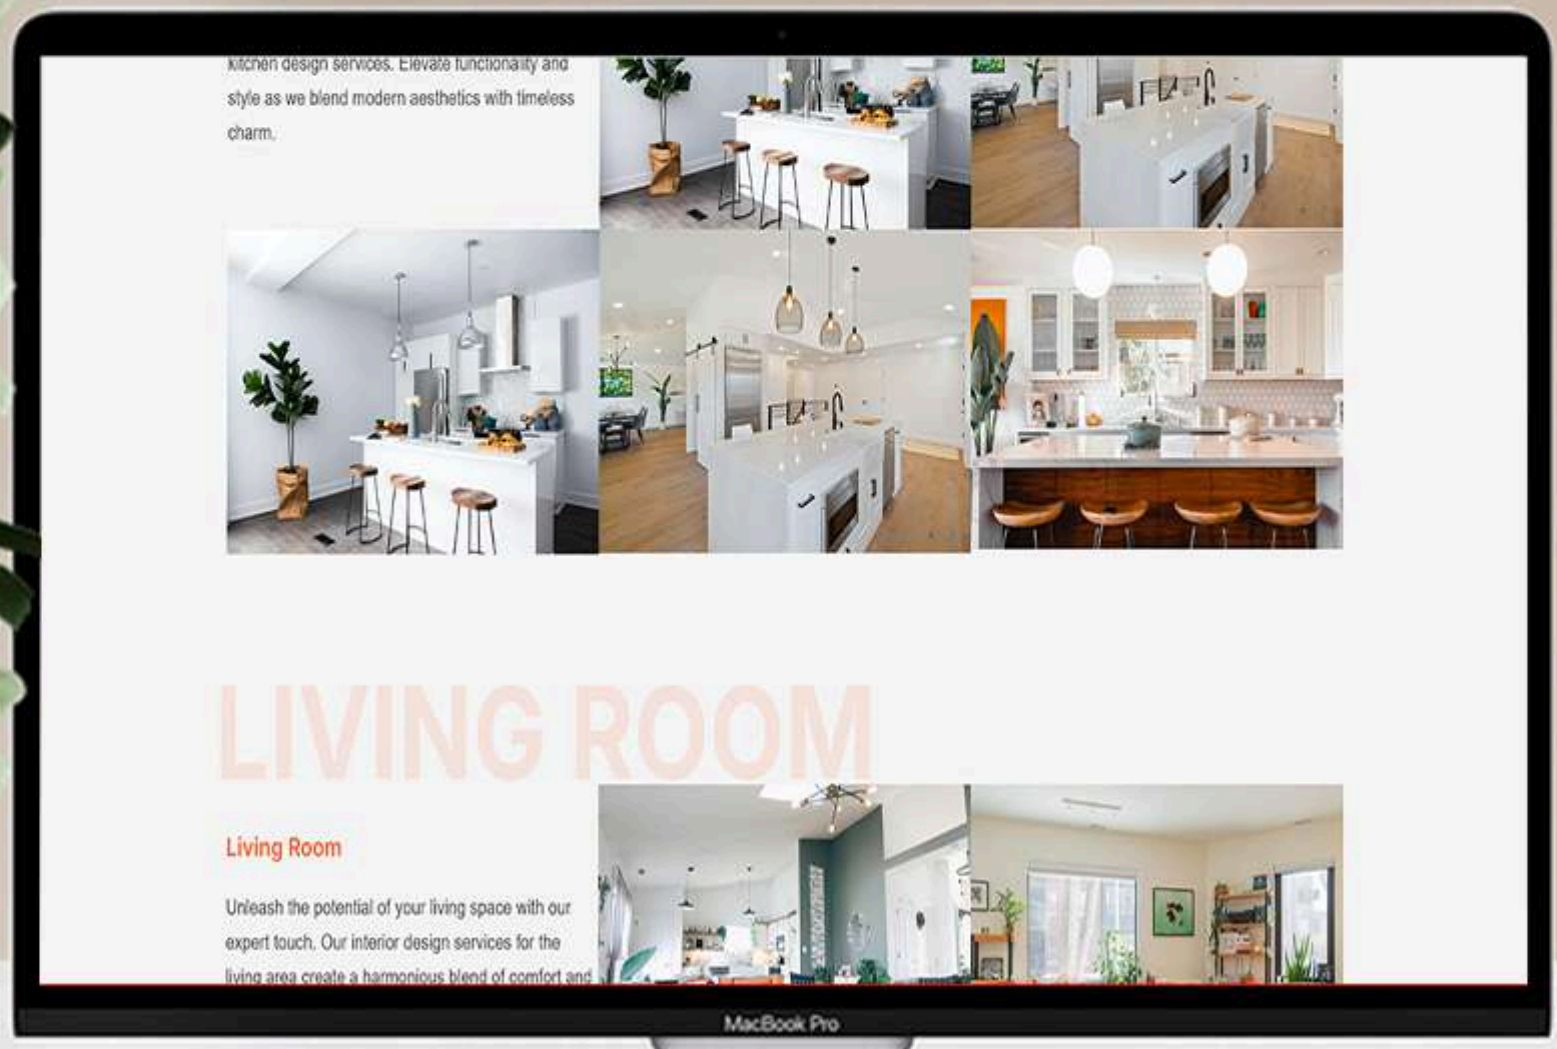 kitchen design services. Elevate functionality and
style as we blend modern aesthetics with timeless
charm.
LIVING ROOM
Living Room
Unleash the potential of your living space with our
expert touch. Our interior design services for the
living area create a harmonious blend of comfort and
MacBook Pro